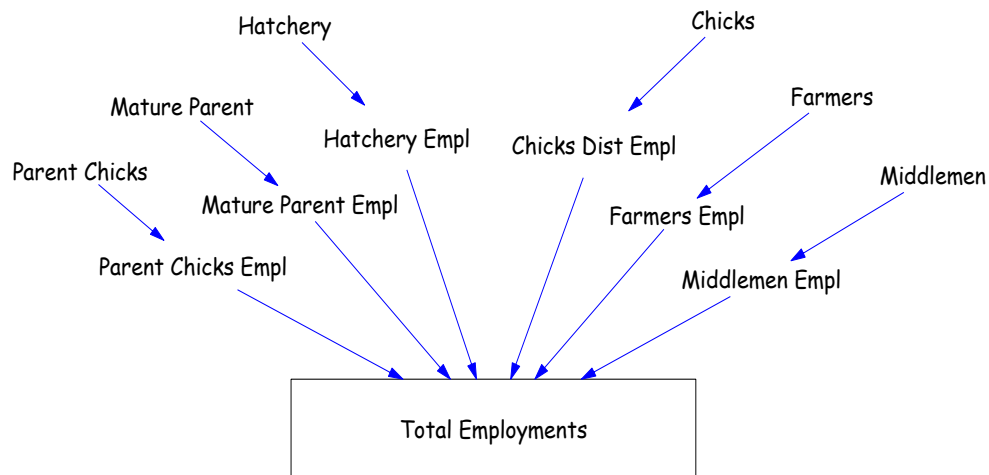 Hatchery
Chicks
Mature Parent
Farmers
Hatchery Empl
Chicks Dist Empl
Parent Chicks
Middlemen
Mature Parent Empl
Farmers Empl
Parent Chicks Empl
Middlemen Empl
Total Employments